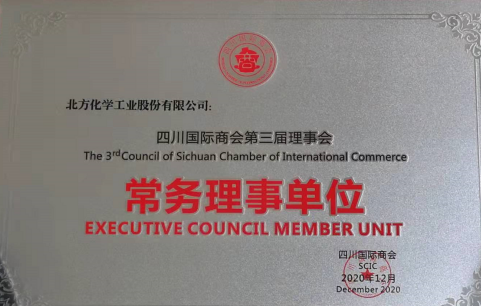 北方化学工业股份有限公司：
四川国际商会第三届理事会
The 3rd Council of Sichuan Chamber of International Commerce
常务理事单位
EXECUTIVE COUNCIL MEMBER UNIT
四川国际商会
SCIC
2020年12月
December 2020